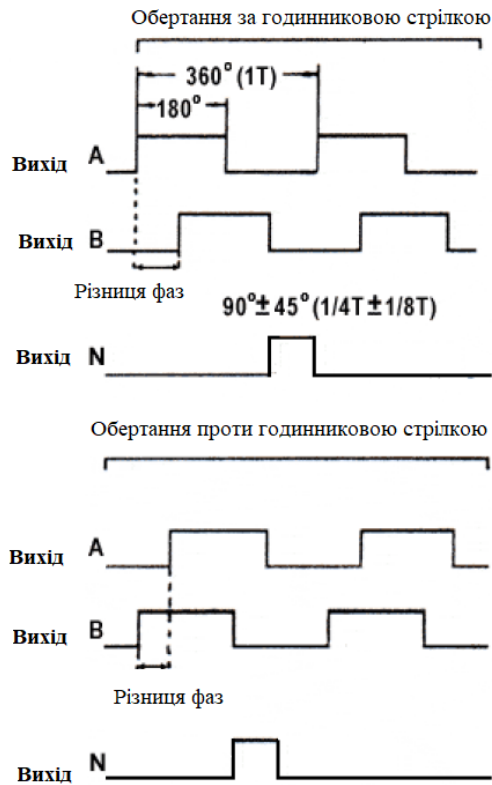 Обертання за годинниковою стрілкою
360° (1T)
180°
Вихід A
Вихід B
Різниця фаз
90°± 45° (1/4T ± 1/8T)
Вихід N
Обертання проти годинниковою стрілкою
Вихід A
Вихід B
Різниця фаз
Вихід N